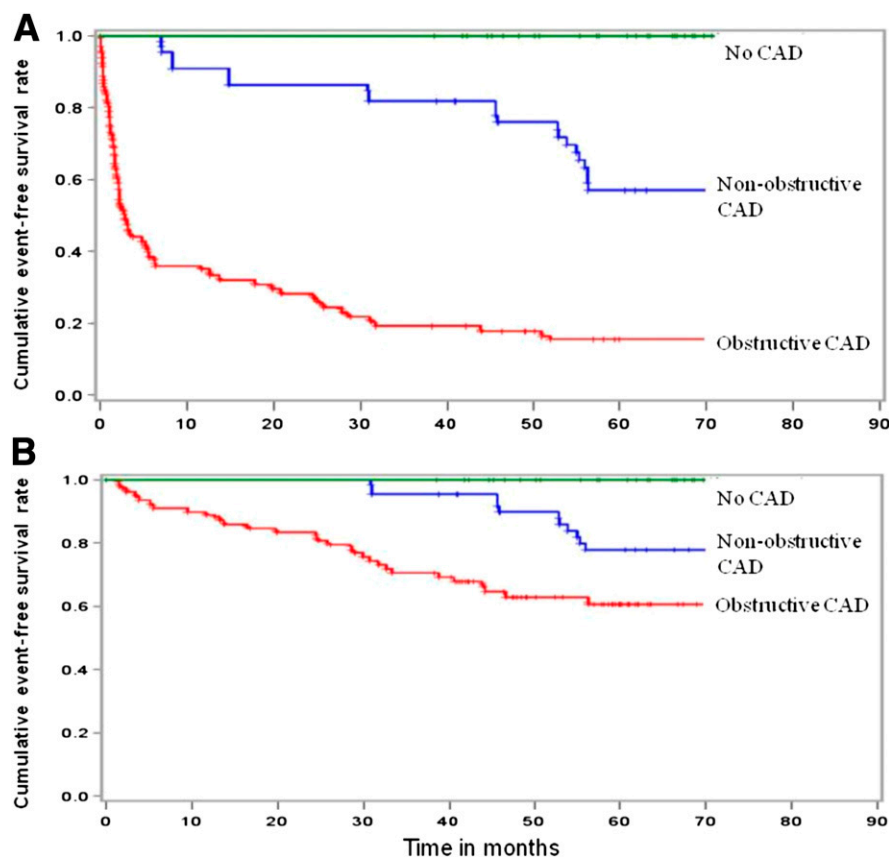 A
Cumulative event-free survival rate
1.0
0.8
0.6
0.4
0.2
0.0
No CAD
Non-obstructive
CAD
Obstructive CAD
0 10 20 30 40 50 60 70 80 90
B
Cumulative event-free survival rate
1.0
0.8
0.6
0.4
0.2
0.0
No CAD
Non-obstructive
CAD
Obstructive CAD
0 10 20 30 40 50 60 70 80 90
Time in months